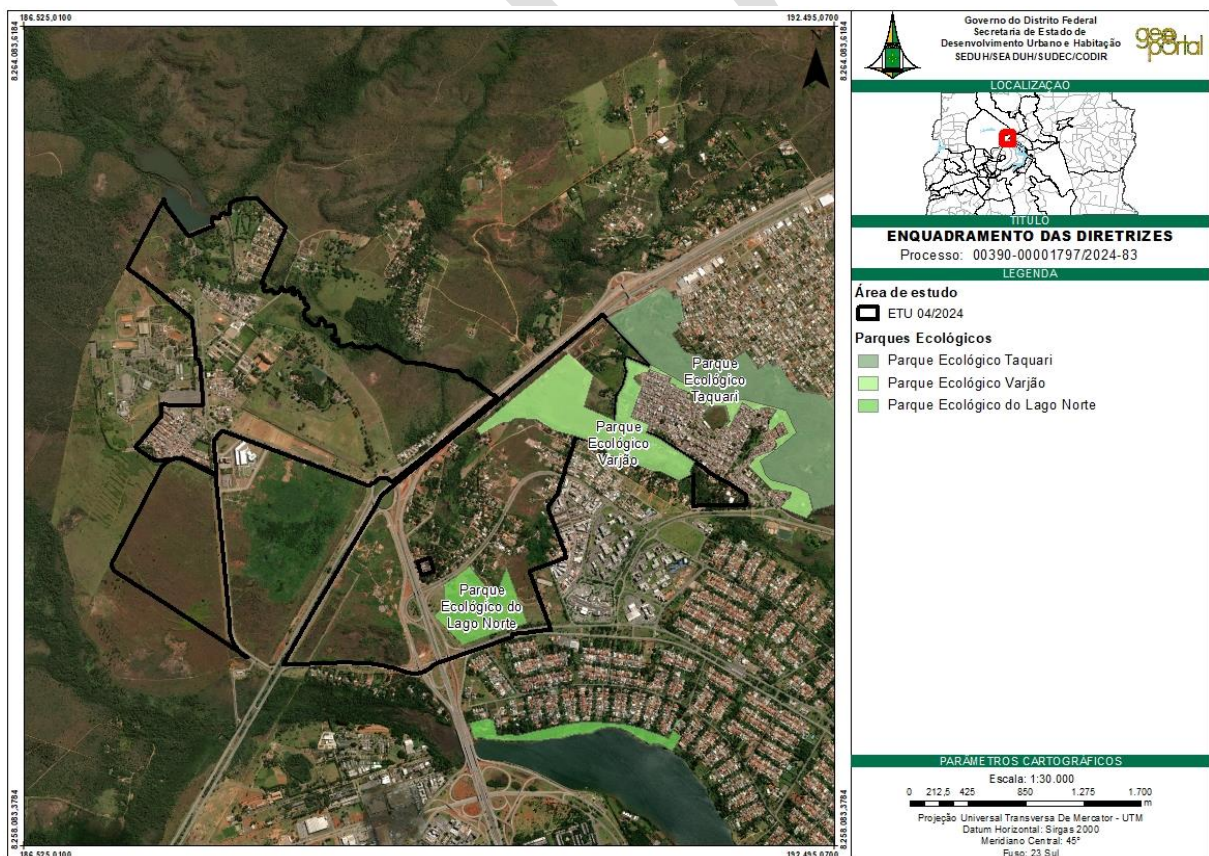 186.525,0100
192.495,0700
8.264.083,6184
8.264.083,6184
Parque
Ecológico
Taquari
Parque
Ecológico
Varjão
Parque
Ecológico do
Lago Norte
8.258.083,3784
8.258.083,3784
186.525,0100
192.495,0700
Governo do Distrito Federal
Secretaria de Estado de
Desenvolvimento Urbano e Habitação
SEDUH/SEADUH/SUDEC/CODIR
geo
portal
LOCALIZAÇÃO
TÍTULO
ENQUADRAMENTO DAS DIRETRIZES
Processo: 00390-00001797/2024-83
LEGENDA
Área de estudo
ETU 04/2024
Parques Ecológicos
Parque Ecológico Taquari
Parque Ecológico Varjão
Parque Ecológico do Lago Norte
PARÂMETROS CARTOGRÁFICOS
Escala: 1:30.000
0 212,5 425 850 1.275 1.700
m
Projeção Universal Transversa De Mercator - UTM
Datum Horizontal: Sirgas 2000
Meridiano Central: 45º
Fuso: 23 Sul